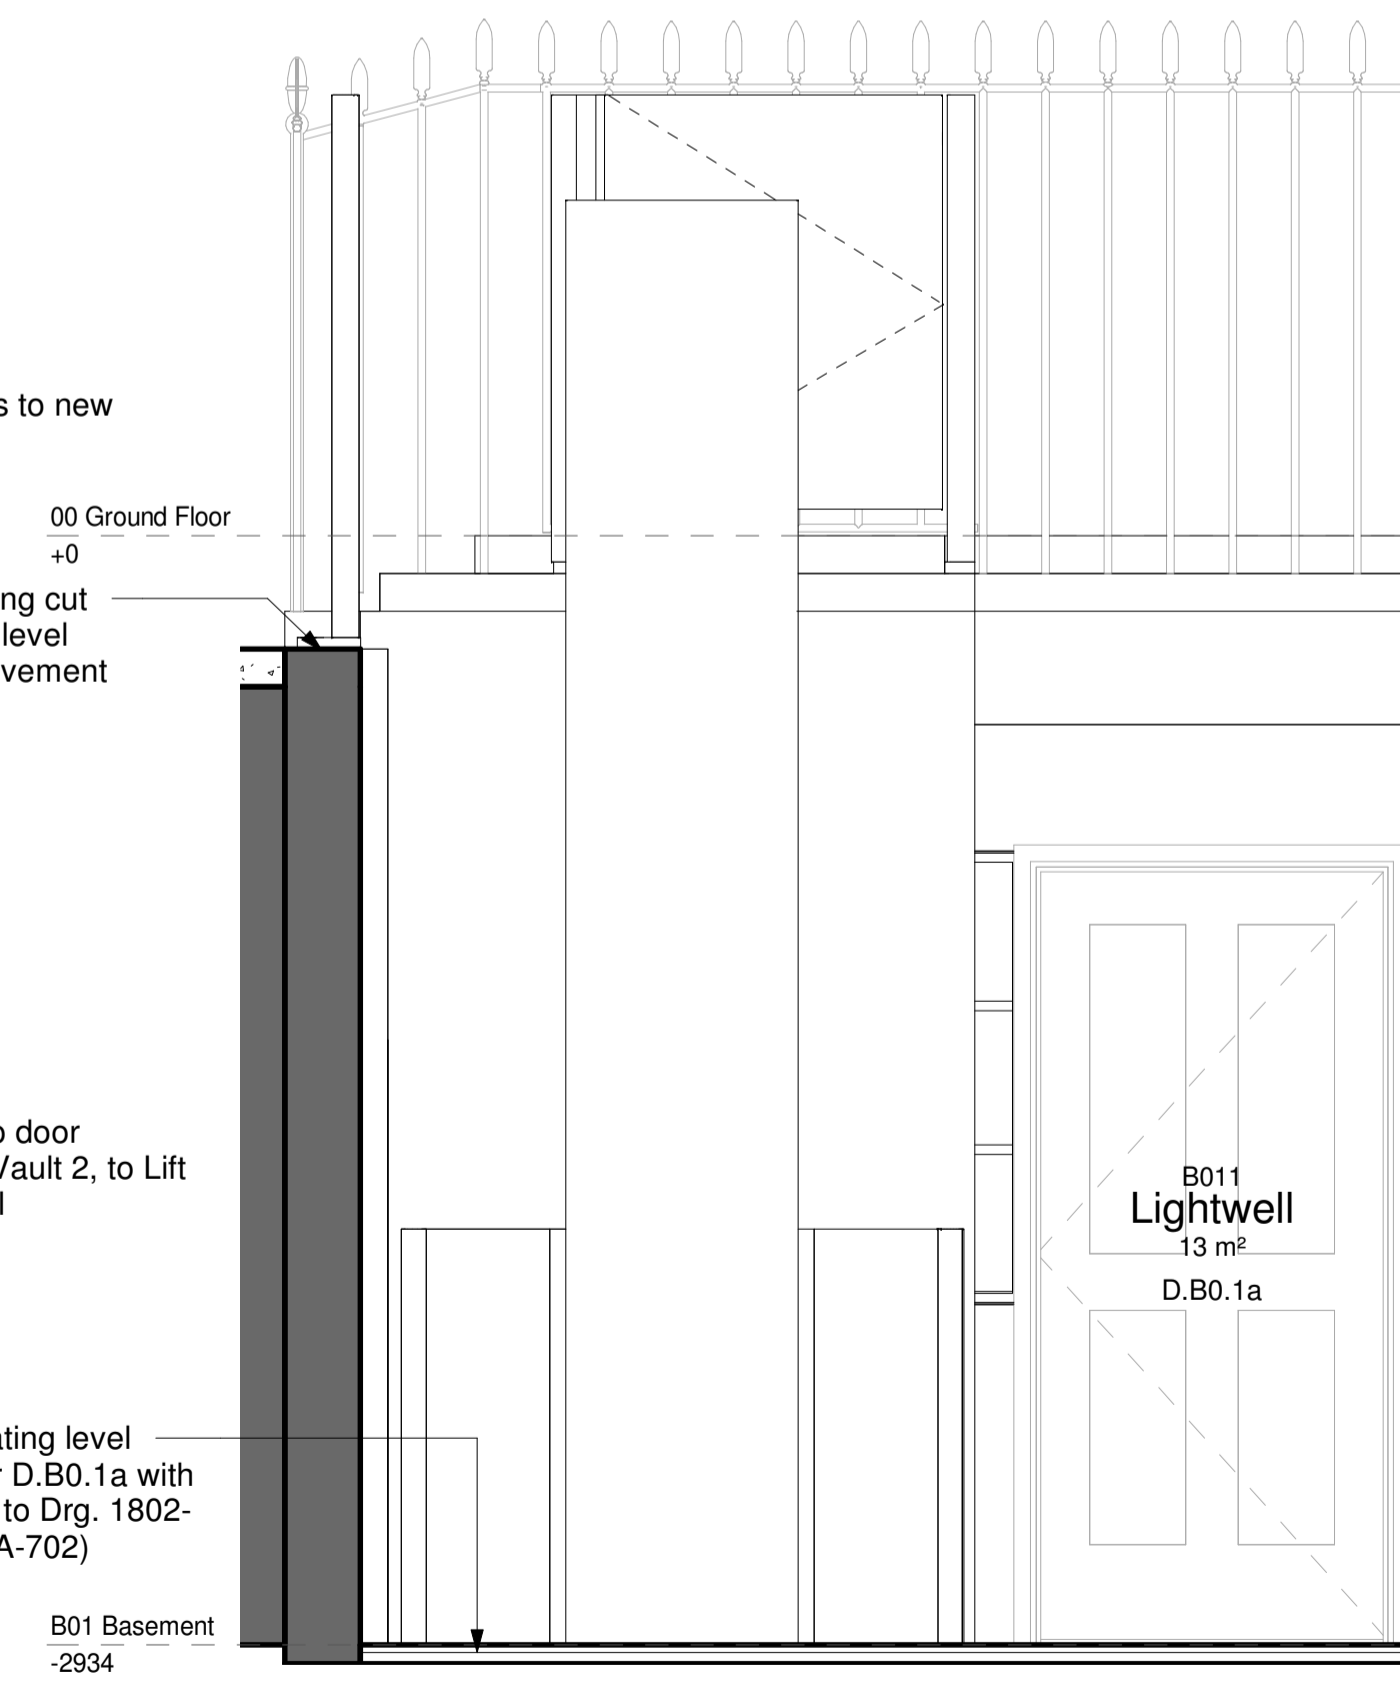 s to new
00 Ground Floor
+0
ng cut
level
vement
o door
Vault 2, to Lift
l
B011
Lightwell
13 m²
D.B0.1a
ating level
r D.B0.1a with
to Drg. 1802-
A-702)
B01 Basement
-2934